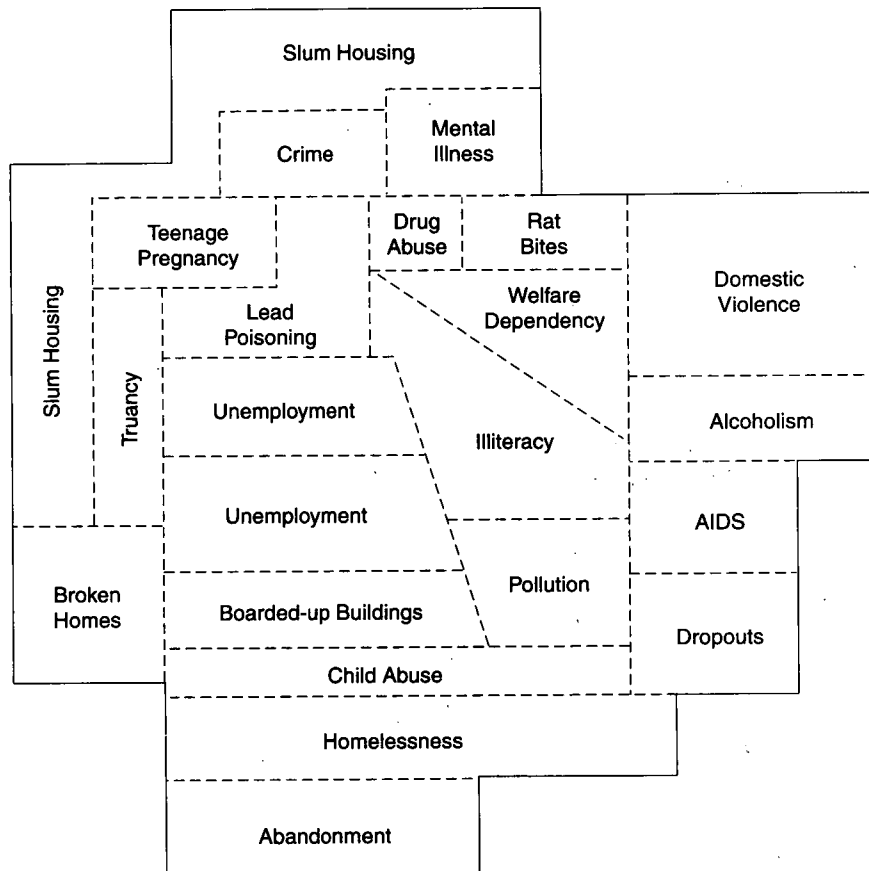 Slum Housing
Crime
Mental
Illness
Slum Housing
Teenage
Pregnancy
Drug
Abuse
Rat
Bites
Domestic
Violence
Lead
Poisoning
Welfare
Dependency
Truancy
Unemployment
Illiteracy
Alcoholism
Unemployment
AIDS
Broken
Homes
Boarded-up Buildings
Pollution
Dropouts
Child Abuse
Homelessness
Abandonment